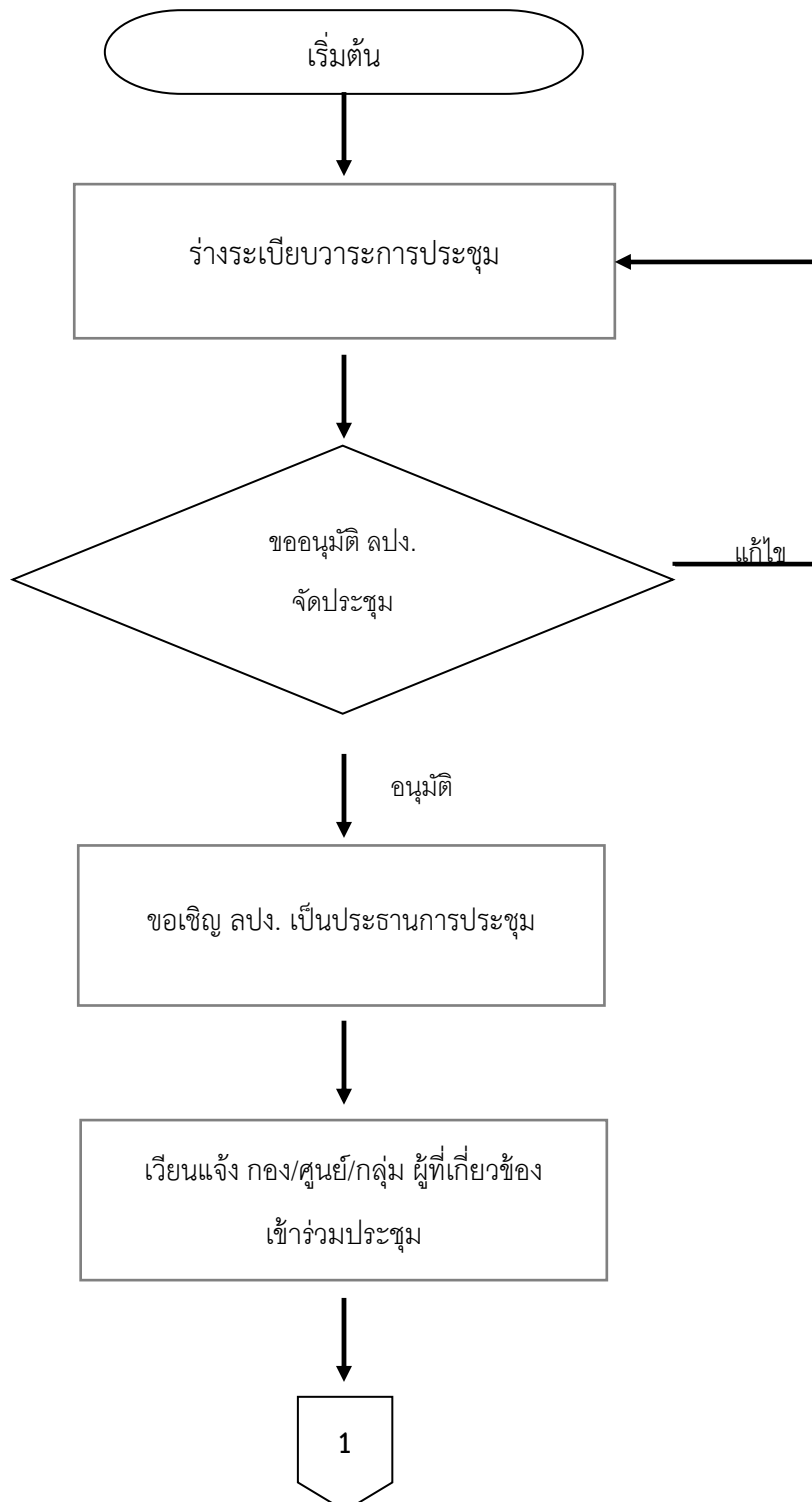 เริ่มต้น
ร่างระเบียบวาระการประชุม
ขออนุมัติ ลปง.
จัดประชุม
แก้ไข
อนุมัติ
ขอเชิญ ลปง. เป็นประธานการประชุม
เวียนแจ้ง กอง/ศูนย์/กลุ่ม ผู้ที่เกี่ยวข้อง
เข้าร่วมประชุม
1